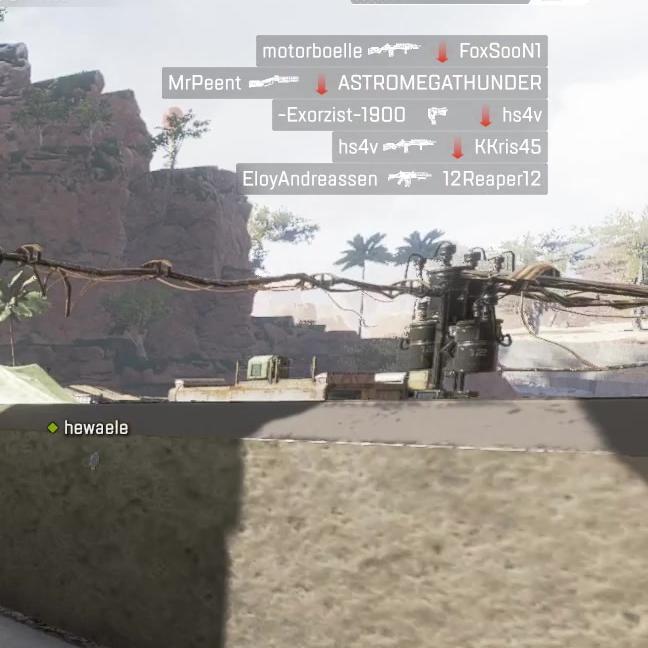 motorboelle FoxSooN1
MrPeent ASTROMEGATHUNDER
-Exorzist-1900 hs4v
hs4v KKris45
EloyAndreassen 12Reaper12
hewaele